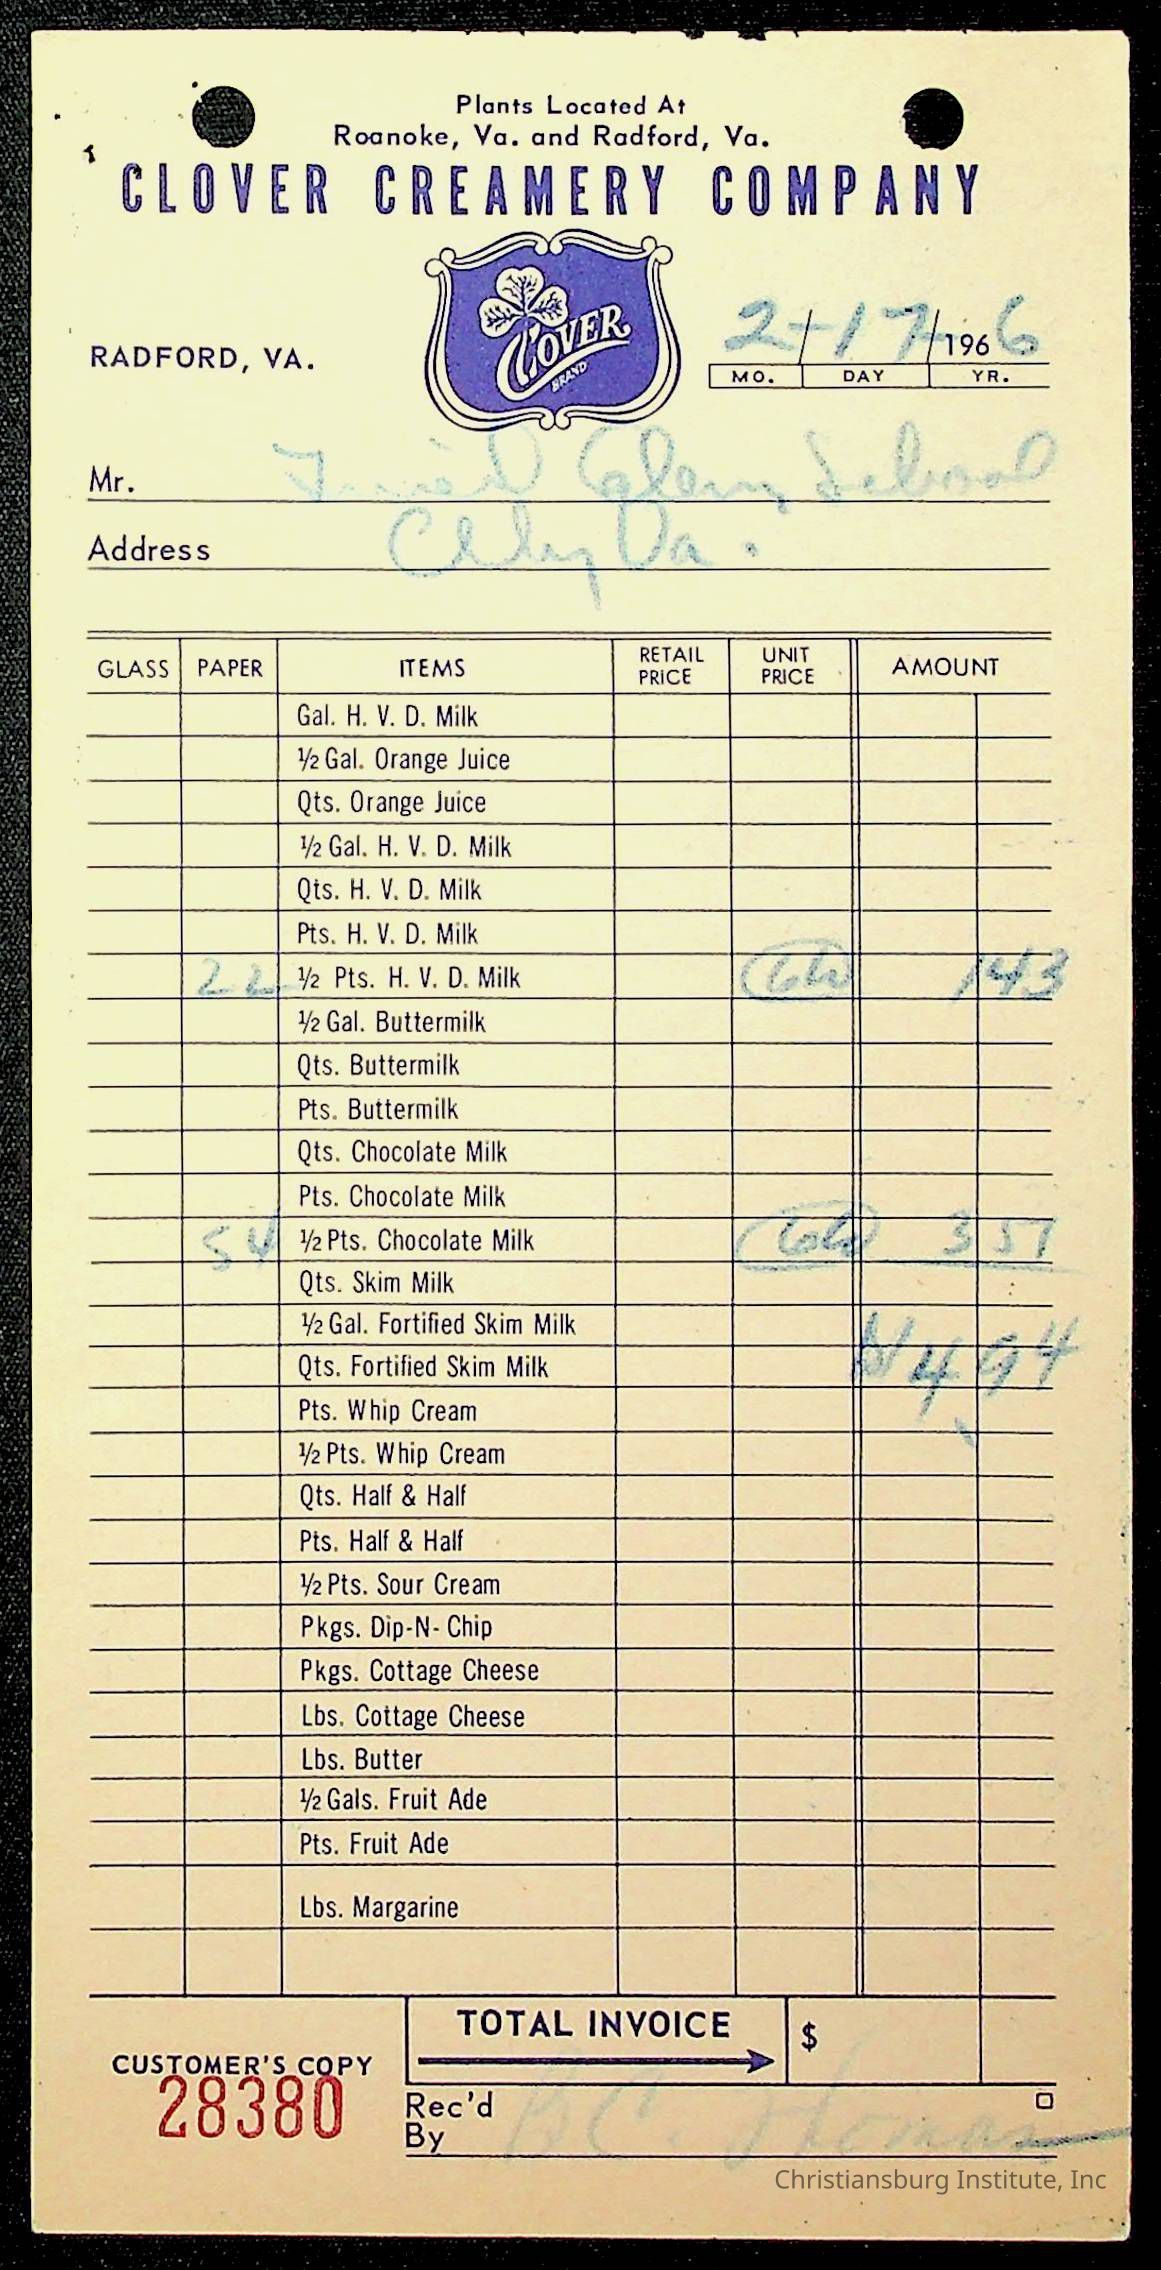 Plants Located At
Roanoke, Va. and Radford, Va.
CLOVER CREAMERY COMPANY
CLOVER
BRAND
RADFORD, VA.
2-17-1966
MO. DAY YR.
Mr. School
Address Va.
GLASS PAPER ITEMS RETAIL PRICE UNIT PRICE AMOUNT
Gal. H. V. D. Milk
½ Gal. Orange Juice
Qts. Orange Juice
½ Gal. H. V. D. Milk
Qts. H. V. D. Milk
Pts. H. V. D. Milk
22 ½ Pts. H. V. D. Milk 1 43
½ Gal. Buttermilk
Qts. Buttermilk
Pts. Buttermilk
Qts. Chocolate Milk
Pts. Chocolate Milk
54 ½ Pts. Chocolate Milk 3 51
Qts. Skim Milk
½ Gal. Fortified Skim Milk
4 94
Qts. Fortified Skim Milk
Pts. Whip Cream
½ Pts. Whip Cream
Qts. Half & Half
Pts. Half & Half
½ Pts. Sour Cream
Pkgs. Dip-N-Chip
Pkgs. Cottage Cheese
Lbs. Cottage Cheese
Lbs. Butter
½ Gals. Fruit Ade
Pts. Fruit Ade
Lbs. Margarine
TOTAL INVOICE $
CUSTOMER'S COPY
28380
Rec'd By
Christiansburg Institute, Inc